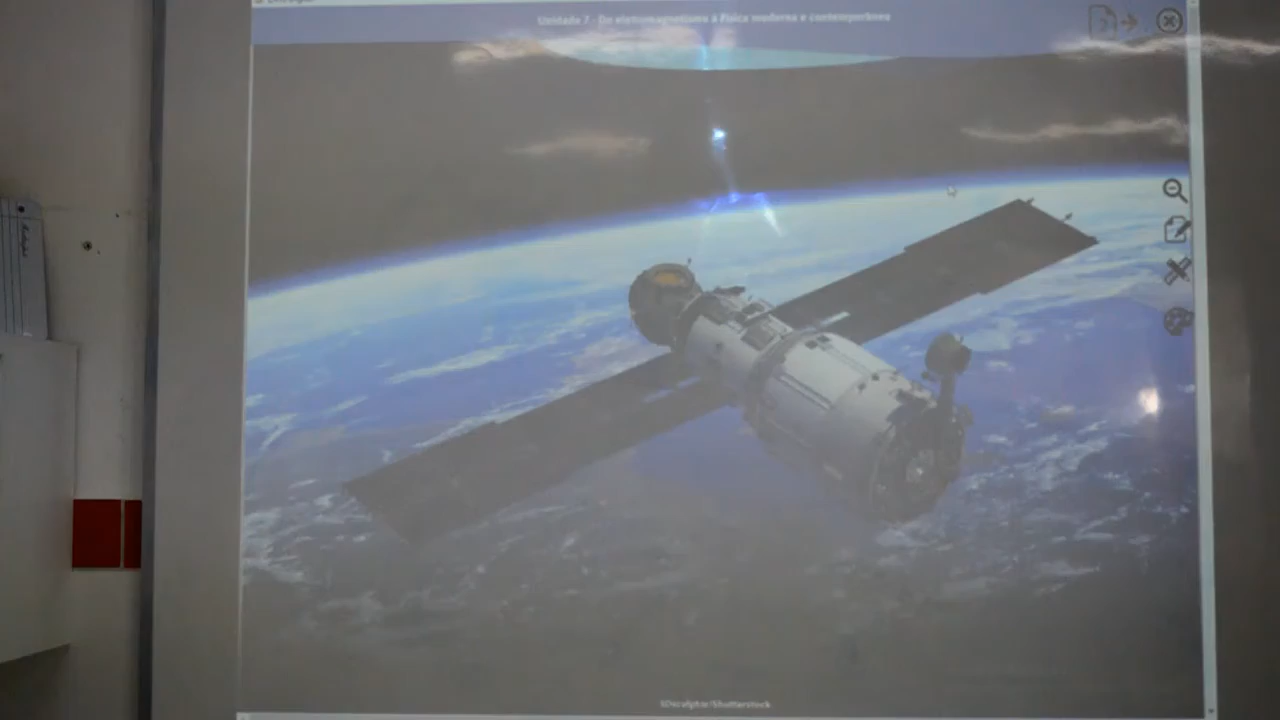 Unidade 7 - Do eletromagnetismo à Física moderna e contemporânea
3Dsculptor/Shutterstock